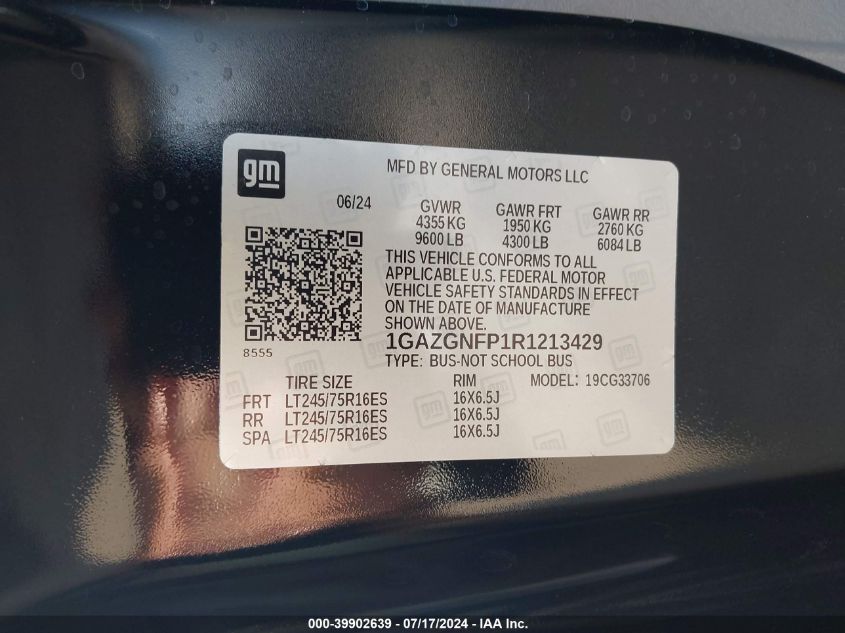 gm
MFD BY GENERAL MOTORS LLC
06/24
GVWR GAWR FRT GAWR RR
4355 KG 1950 KG 2760 KG
9600 LB 4300 LB 6084 LB
THIS VEHICLE CONFORMS TO ALL
APPLICABLE U.S. FEDERAL MOTOR
VEHICLE SAFETY STANDARDS IN EFFECT
ON THE DATE OF MANUFACTURE
SHOWN ABOVE.
8555
1GAZGNFP1R1213429
TYPE: BUS-NOT SCHOOL BUS
TIRE SIZE RIM MODEL: 19CG33706
FRT LT245/75R16ES 16X6.5J
RR LT245/75R16ES 16X6.5J
SPA LT245/75R16ES 16X6.5J
000-39902639 - 07/17/2024 - IAA Inc.